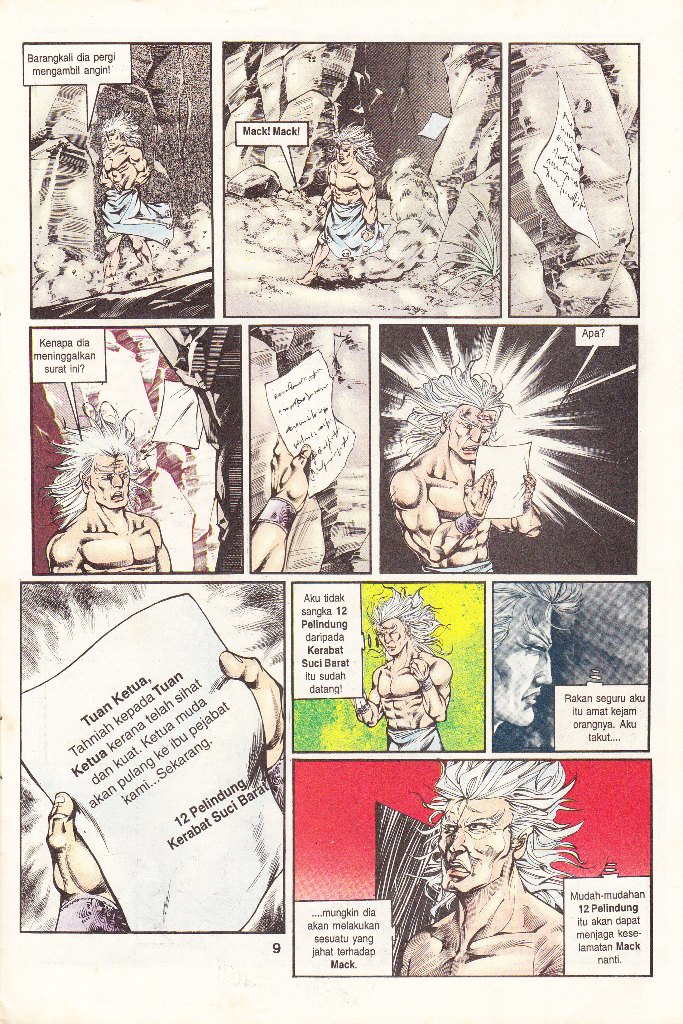 Barangkali dia pergi
mengambil angin!
Mack! Mack!
Kenapa dia
meninggalkan
surat ini?
Apa?
Tuan Ketua,
Tahniah kepada Tuan
Ketua kerana telah sihat
dan kuat. Ketua muda
akan pulang ke ibu pejabat
kami...Sekarang.
12 Pelindung,
Kerabat Suci Barat
Aku tidak
sangka 12
Pelindung
daripada
Kerabat
Suci Barat
itu sudah
datang!
Rakan seguru aku
itu amat kejam
orangnya. Aku
takut....
....mungkin dia
akan melakukan
sesuatu yang
jahat terhadap
Mack.
Mudah-mudahan
12 Pelindung
itu akan dapat
menjaga kese-
lamatan Mack
nanti.
9